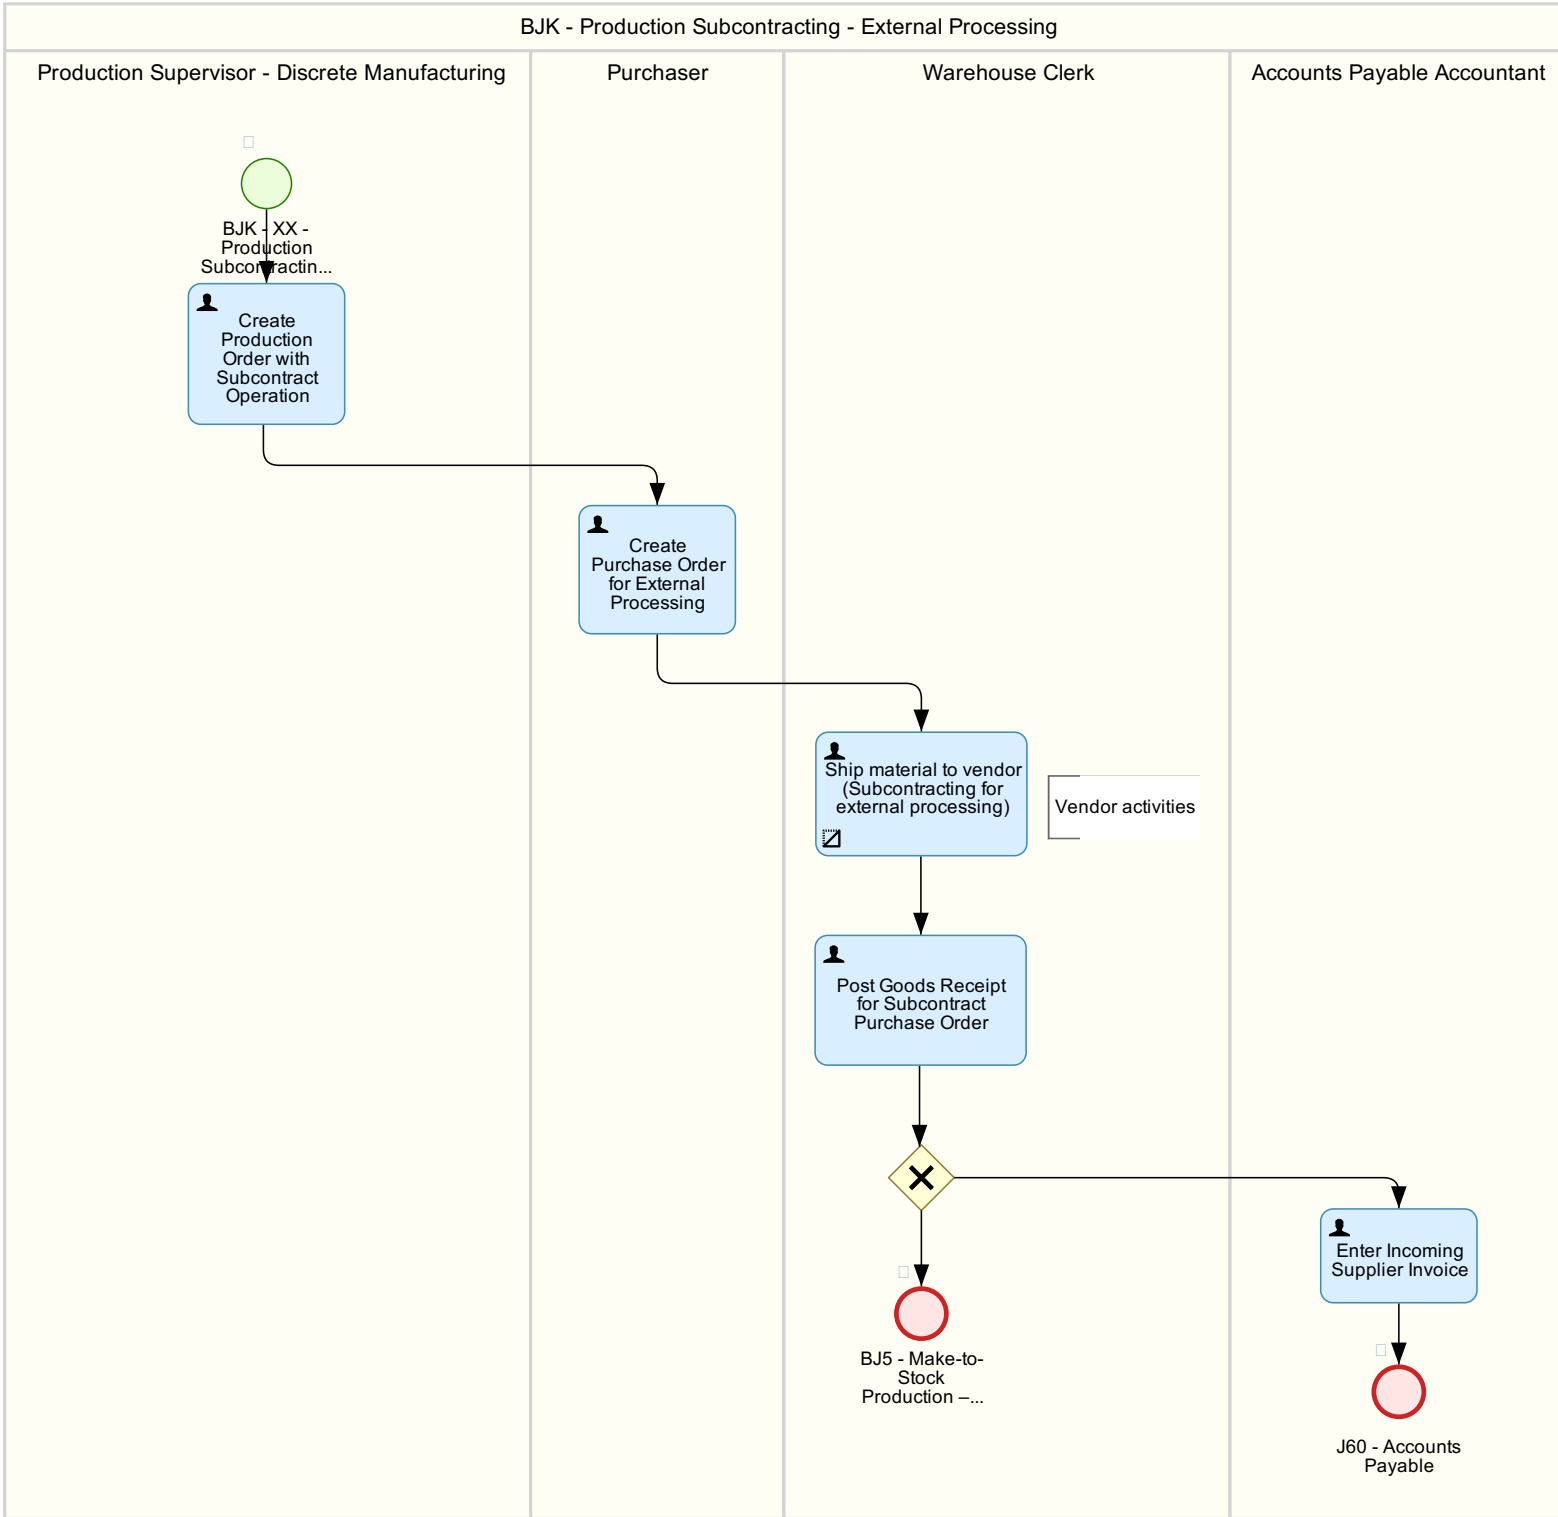 BJK - Production Subcontracting - External Processing
Production Supervisor - Discrete Manufacturing
Purchaser
Warehouse Clerk
Accounts Payable Accountant
BJK - XX -
Production
Subcontractin...
Create
Production
Order with
Subcontract
Operation
Create
Purchase Order
for External
Processing
Ship material to vendor
(Subcontracting for
external processing)
Vendor activities
Post Goods Receipt
for Subcontract
Purchase Order
Enter Incoming
Supplier Invoice
BJ5 - Make-to-
Stock
Production –...
J60 - Accounts
Payable